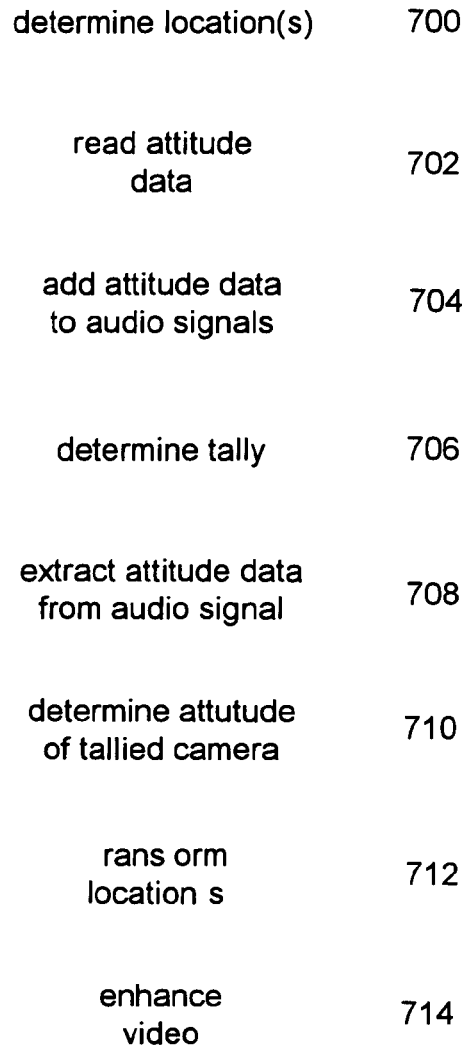 determine location(s) 700
read attitude
data 702
add attitude data
to audio signals 704
determine tally 706
extract attitude data
from audio signal 708
determine attutude
of tallied camera 710
rans orm
location s 712
enhance
video 714